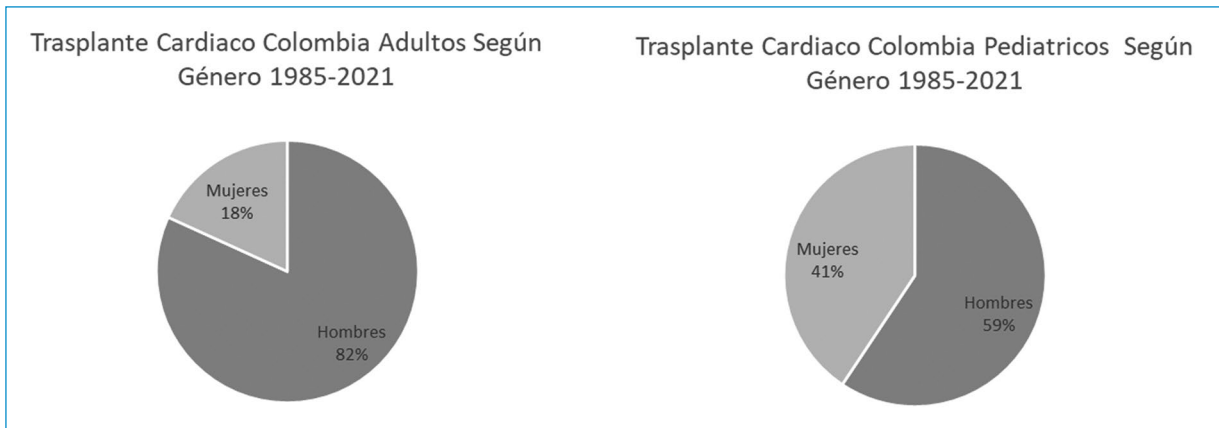 Trasplante Cardiaco Colombia Adultos Según
Género 1985-2021
Mujeres
18%
Hombres
82%
Trasplante Cardiaco Colombia Pediatricos Según
Género 1985-2021
Mujeres
41%
Hombres
59%